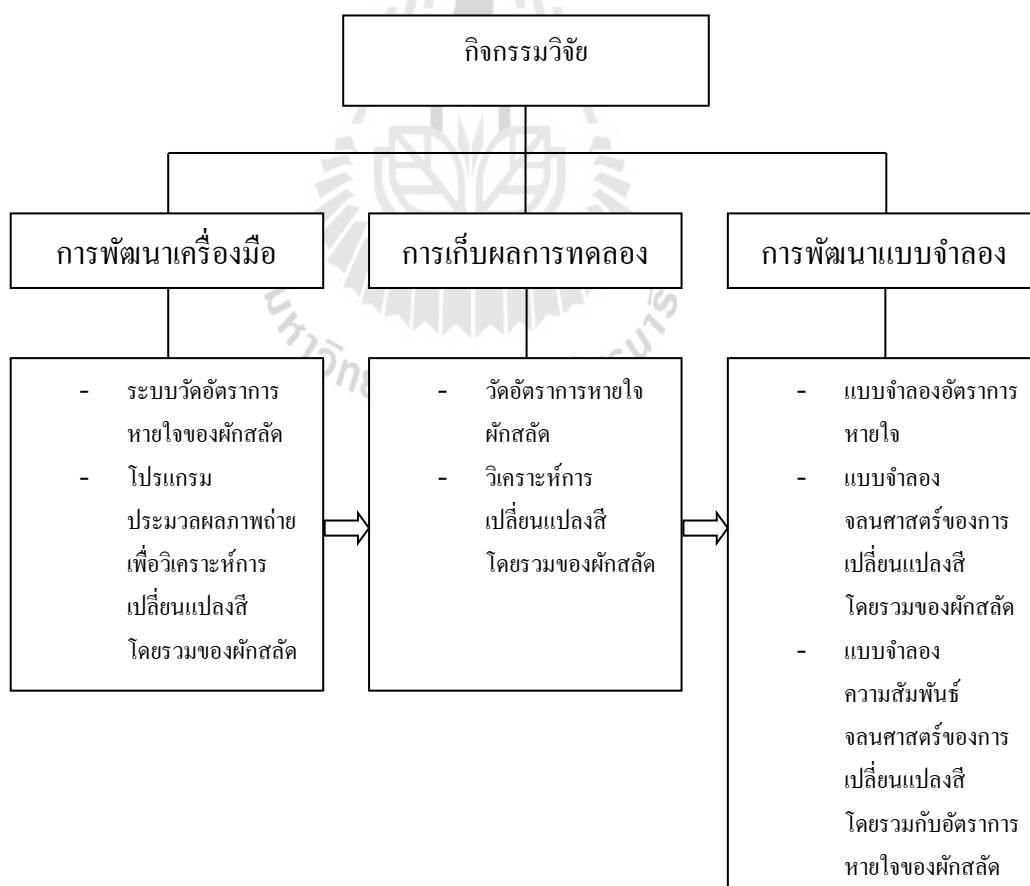 กิจกรรมวิจัย
การพัฒนาเครื่องมือ
การเก็บผลการทดลอง
การพัฒนาแบบจำลอง
- ระบบวัดอัตราการ
หายใจของผักสลัด
- โปรแกรม
ประมวลผลภาพถ่าย
เพื่อวิเคราะห์การ
เปลี่ยนแปลงสี
โดยรวมของผักสลัด
- วัดอัตราการหายใจ
ผักสลัด
- วิเคราะห์การ
เปลี่ยนแปลงสี
โดยรวมของผักสลัด
- แบบจำลองอัตราการ
หายใจ
- แบบจำลอง
จลนศาสตร์ของการ
เปลี่ยนแปลงสี
โดยรวมของผักสลัด
- แบบจำลอง
ความสัมพันธ์
จลนศาสตร์ของการ
เปลี่ยนแปลงสี
โดยรวมกับอัตราการ
หายใจของผักสลัด